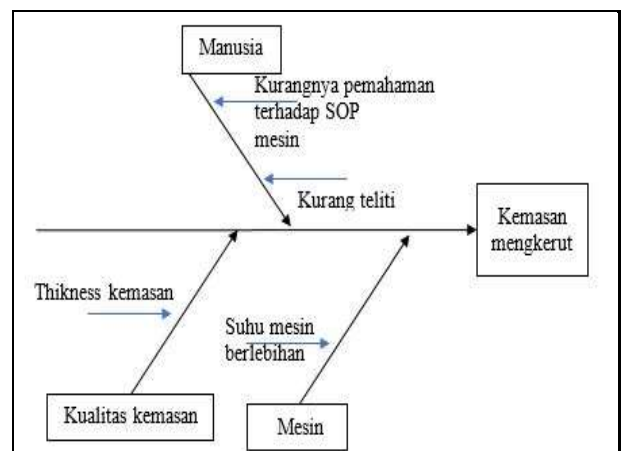 Manusia
Kurangnya pemahaman
terhadap SOP
mesin
Kurang teliti
Kemasan
mengkerut
Thikness kemasan
Suhu mesin
berlebihan
Kualitas kemasan
Mesin